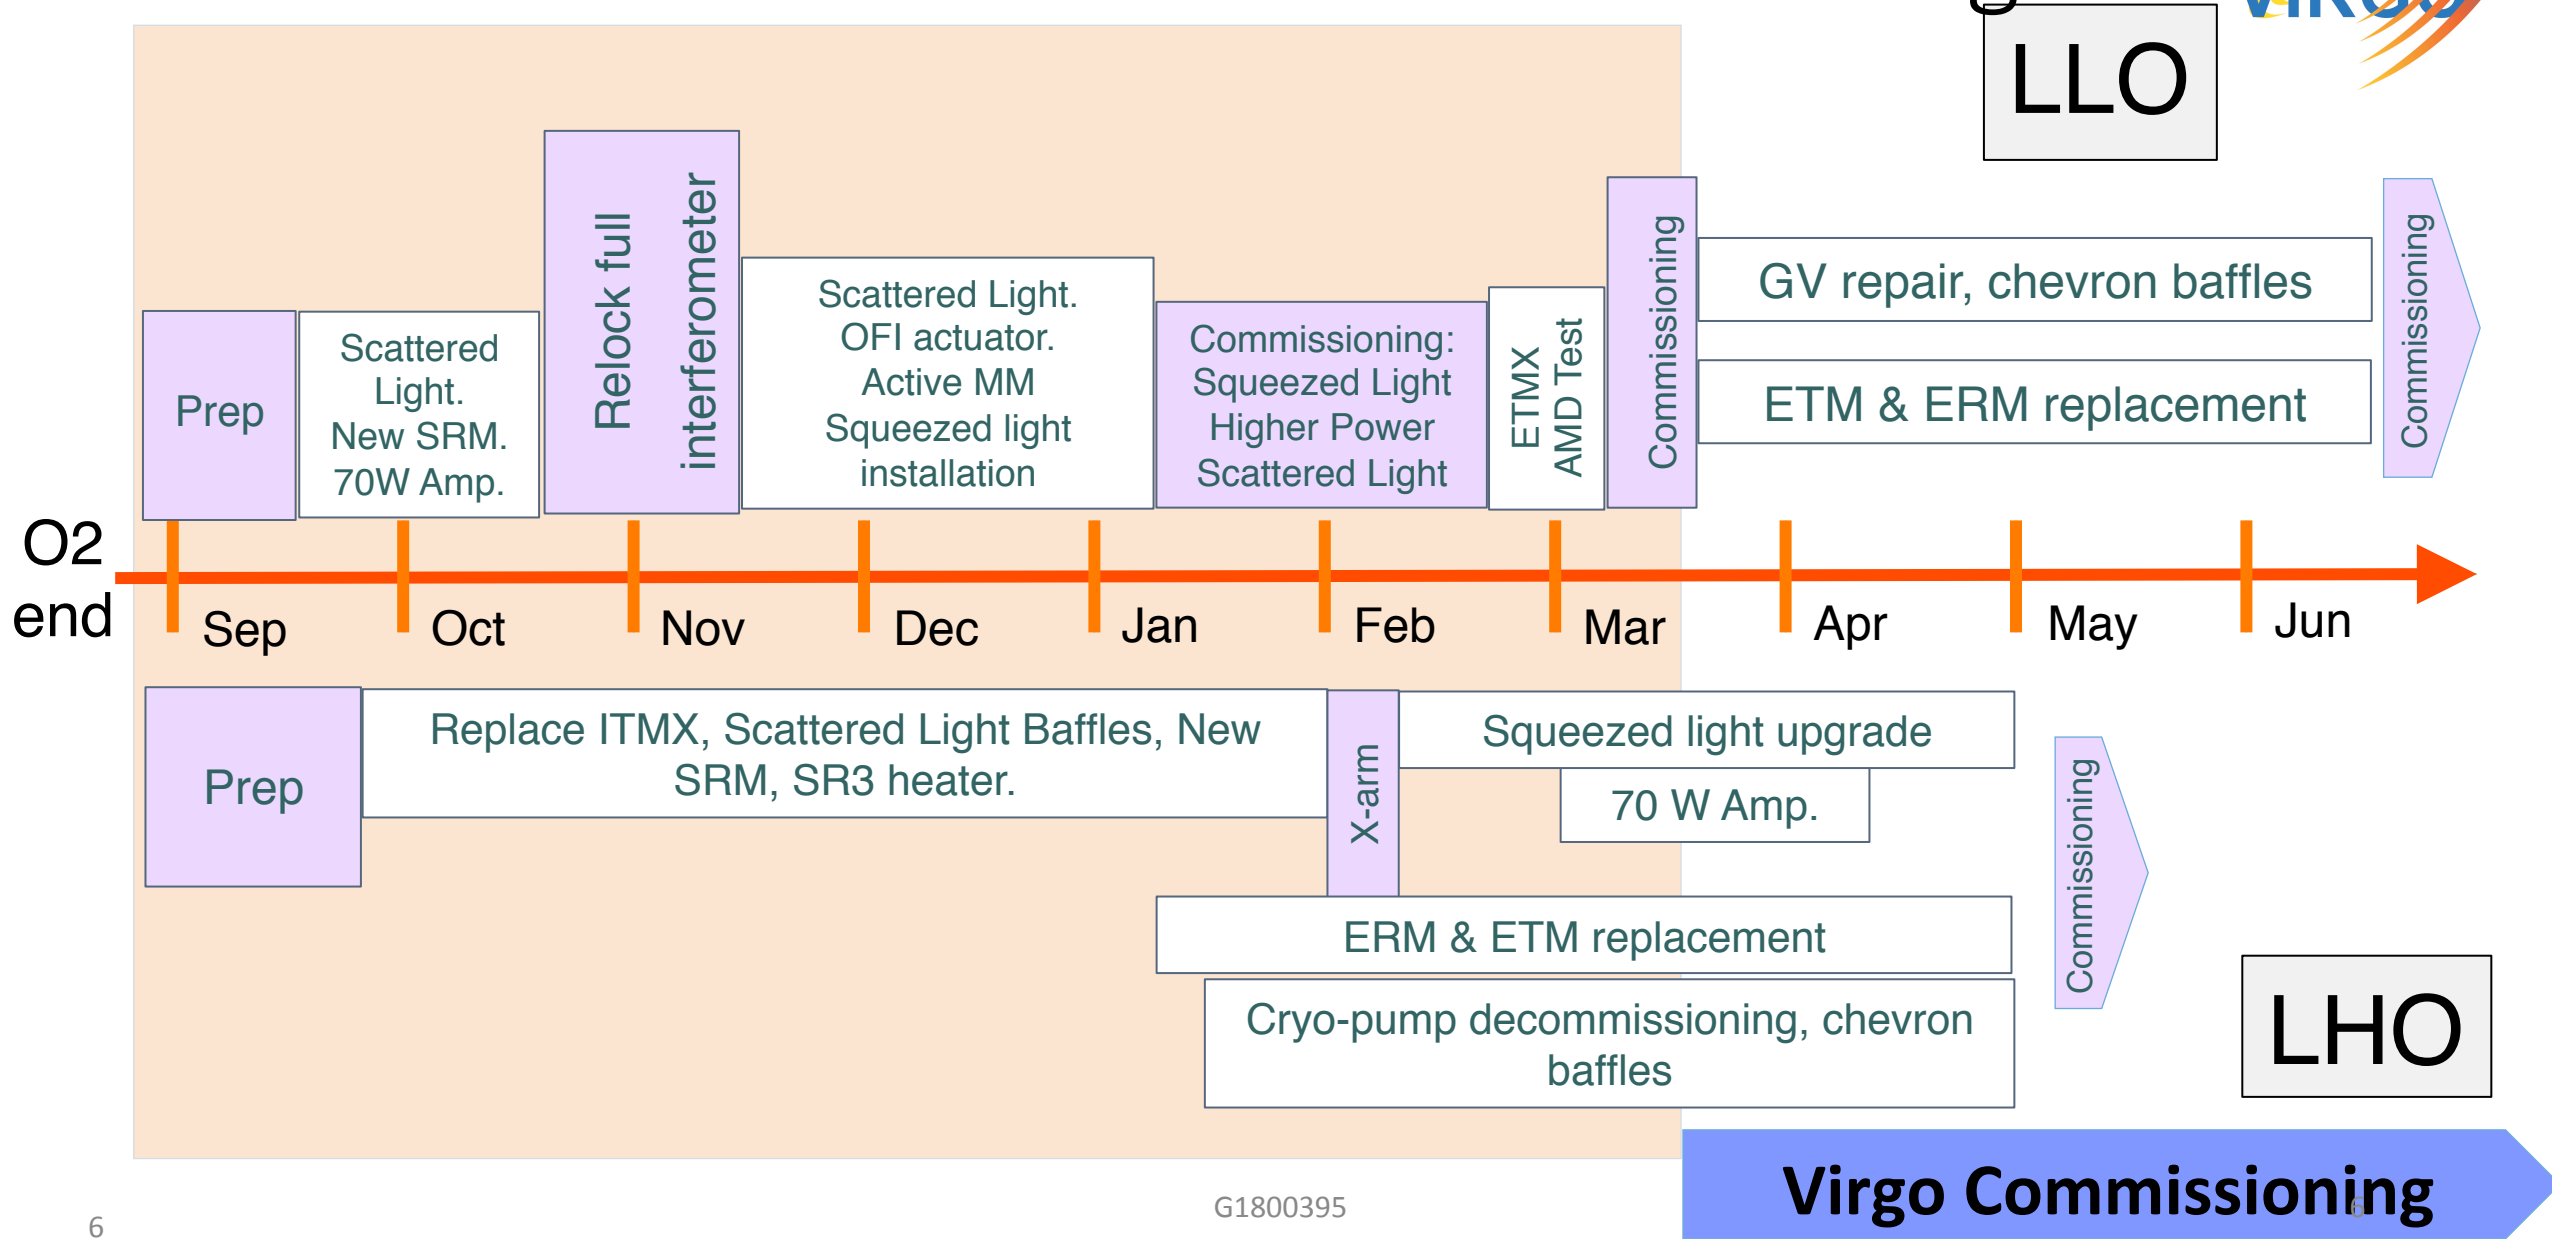 VIRGO
LLO
Relock full
interferometer
Commissioning
Commissioning
GV repair, chevron baffles
Scattered Light.
OFI actuator.
Active MM
Squeezed light
installation
Commissioning:
Squeezed Light
Higher Power
Scattered Light
ETMX
AMD Test
Prep
Scattered
Light.
New SRM.
70W Amp.
ETM & ERM replacement
O2
end
Sep
Oct
Nov
Dec
Jan
Feb
Mar
Apr
May
Jun
Prep
Replace ITMX, Scattered Light Baffles, New
SRM, SR3 heater.
X-arm
Squeezed light upgrade
70 W Amp.
Commissioning
ERM & ETM replacement
Cryo-pump decommissioning, chevron
baffles
LHO
Virgo Commissioning
G1800395
6
6